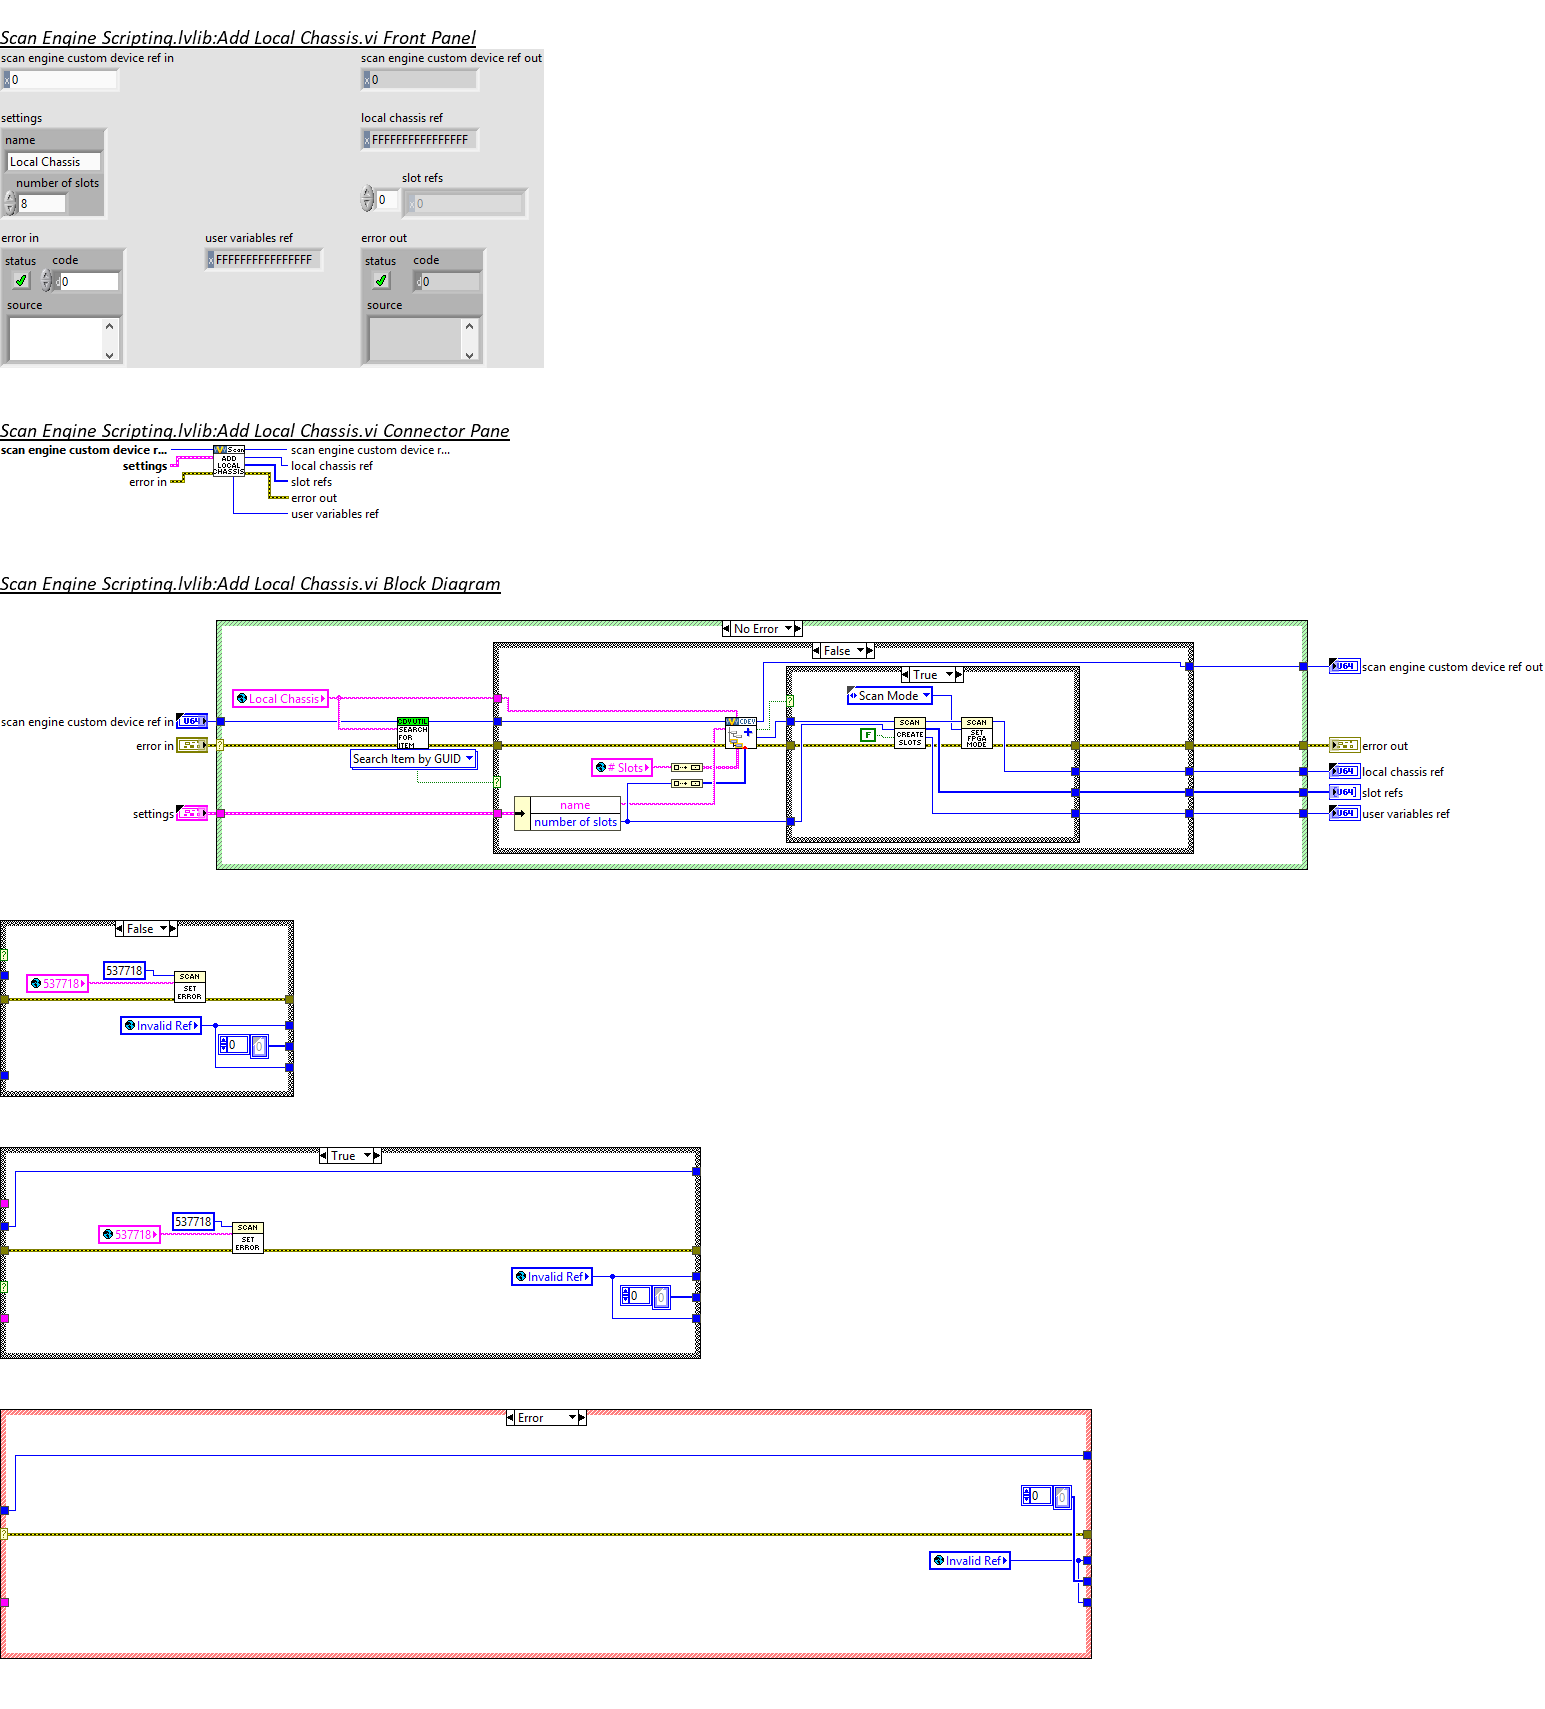 Scan Engine Scripting.lvlib:Add Local Chassis.vi Front Panel
scan engine custom device ref in
scan engine custom device ref out
x 0
x 0
settings
local chassis ref
name
x FFFFFFFFFFFFFFFF
Local Chassis
number of slots
slot refs
8
0
x 0
error in
user variables ref
error out
status code
x FFFFFFFFFFFFFFFF
status code
d 0
d 0
source
source
Scan Engine Scripting.lvlib:Add Local Chassis.vi Connector Pane
scan engine custom device r...
scan engine custom device r...
settings
local chassis ref
error in
slot refs
error out
user variables ref
Scan
ADD
LOCAL
CHASSIS
Scan Engine Scripting.lvlib:Add Local Chassis.vi Block Diagram
No Error
False
True
scan engine custom device ref out
U64
Local Chassis
Scan Mode
scan engine custom device ref in
U64
CDV UTIL
SEARCH
FOR
ITEM
CDEV
SCAN
CREATE
SLOTS
SCAN
SET
FPGA
MODE
F
error in
error out
Search Item by GUID
# Slots
U64
local chassis ref
U64
slot refs
name
number of slots
settings
U64
user variables ref
False
537718
537718
SCAN
SET
ERROR
Invalid Ref
0
0
True
537718
537718
SCAN
SET
ERROR
Invalid Ref
0
0
Error
0
0
Invalid Ref